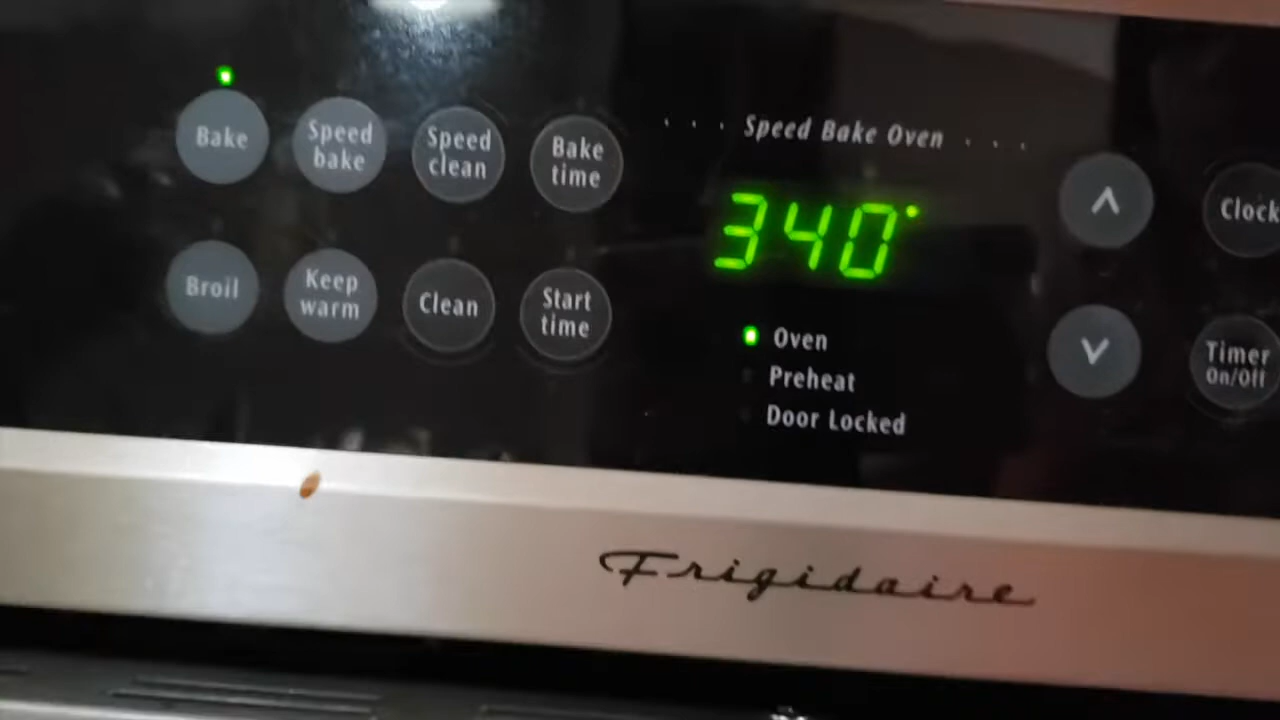 Speed Bake Oven
Bake
Speed
bake
Speed
clean
Bake
time
340°
Clock
Broil
Keep
warm
Clean
Start
time
Oven
Preheat
Door Locked
Timer
On/Off
Frigidaire